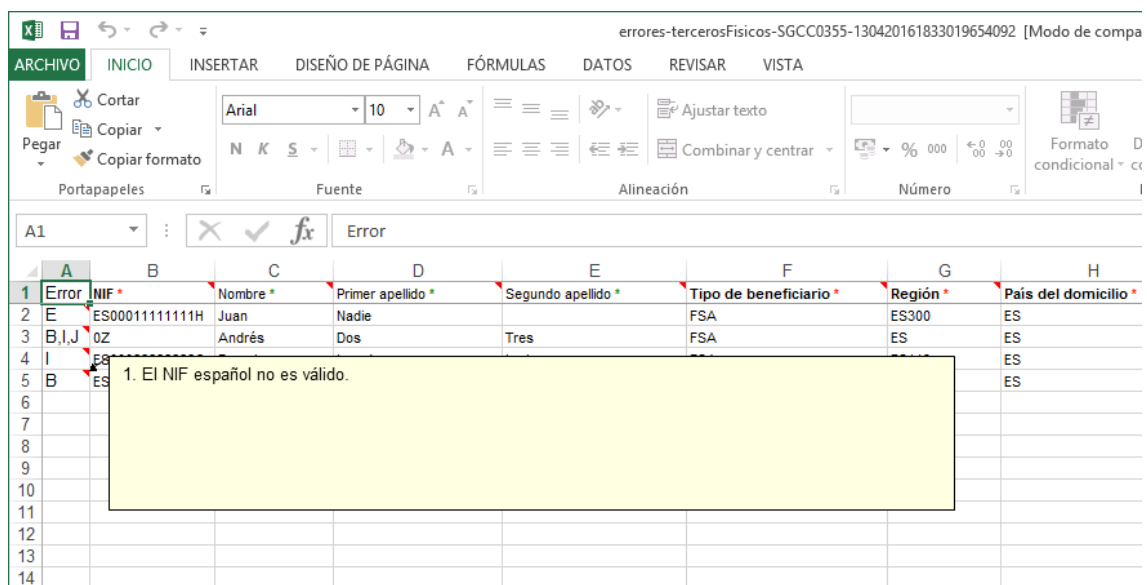 errores-tercerosFisicos-SGCC0355-130420161833019654092 [Modo de compa
ARCHIVO INICIO INSERTAR DISEÑO DE PÁGINA FÓRMULAS DATOS REVISAR VISTA
Pegar
Cortar
Copiar
Copiar formato
Portapapeles
Arial 10 A A
N K S A
Fuente
Ajustar texto
Combinar y centrar
Alineación
% 000
Número
Formato
condicional
A1 fx Error
A B C D E F G H
1 Error NIF * Nombre * Primer apellido * Segundo apellido * Tipo de beneficiario * Región * País del domicilio *
2 E ES00011111111H Juan Nadie FSA ES300 ES
3 B,I,J 0Z Andrés Dos Tres FSA ES ES
4 I ES
5 B ES ES
1. El NIF español no es válido.
6
7
8
9
10
11
12
13
14